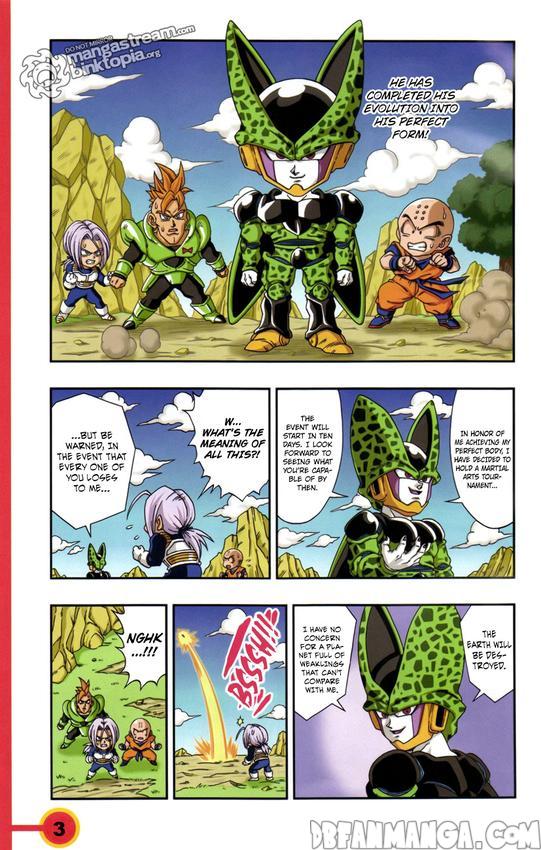 DO NOT MIRROR
mangastream.com
binktopia.org
HE HAS
COMPLETED HIS
EVOLUTION INTO
HIS PERFECT
FORM!
IN HONOR OF
ME ACHIEVING MY
PERFECT BODY, I
HAVE DECIDED TO
HOLD A MARTIAL
ARTS TOUR-
NAMENT...
THE
EVENT WILL
START IN TEN
DAYS. I LOOK
FORWARD TO
SEEING WHAT
YOU'RE CAPA-
BLE OF BY
THEN.
W...
WHAT'S THE
MEANING OF
ALL THIS?!
...BUT BE
WARNED, IN
THE EVENT THAT
EVERY ONE OF
YOU LOSES
TO ME...
THE
EARTH WILL
BE DES-
TROYED.
I HAVE NO
CONCERN
FOR A PLA-
NET FULL OF
WEAKLINGS
THAT CAN'T
COMPARE
WITH ME.
BSSSH!!
NGHK
...!!!
3
DBFANMANGA.COM